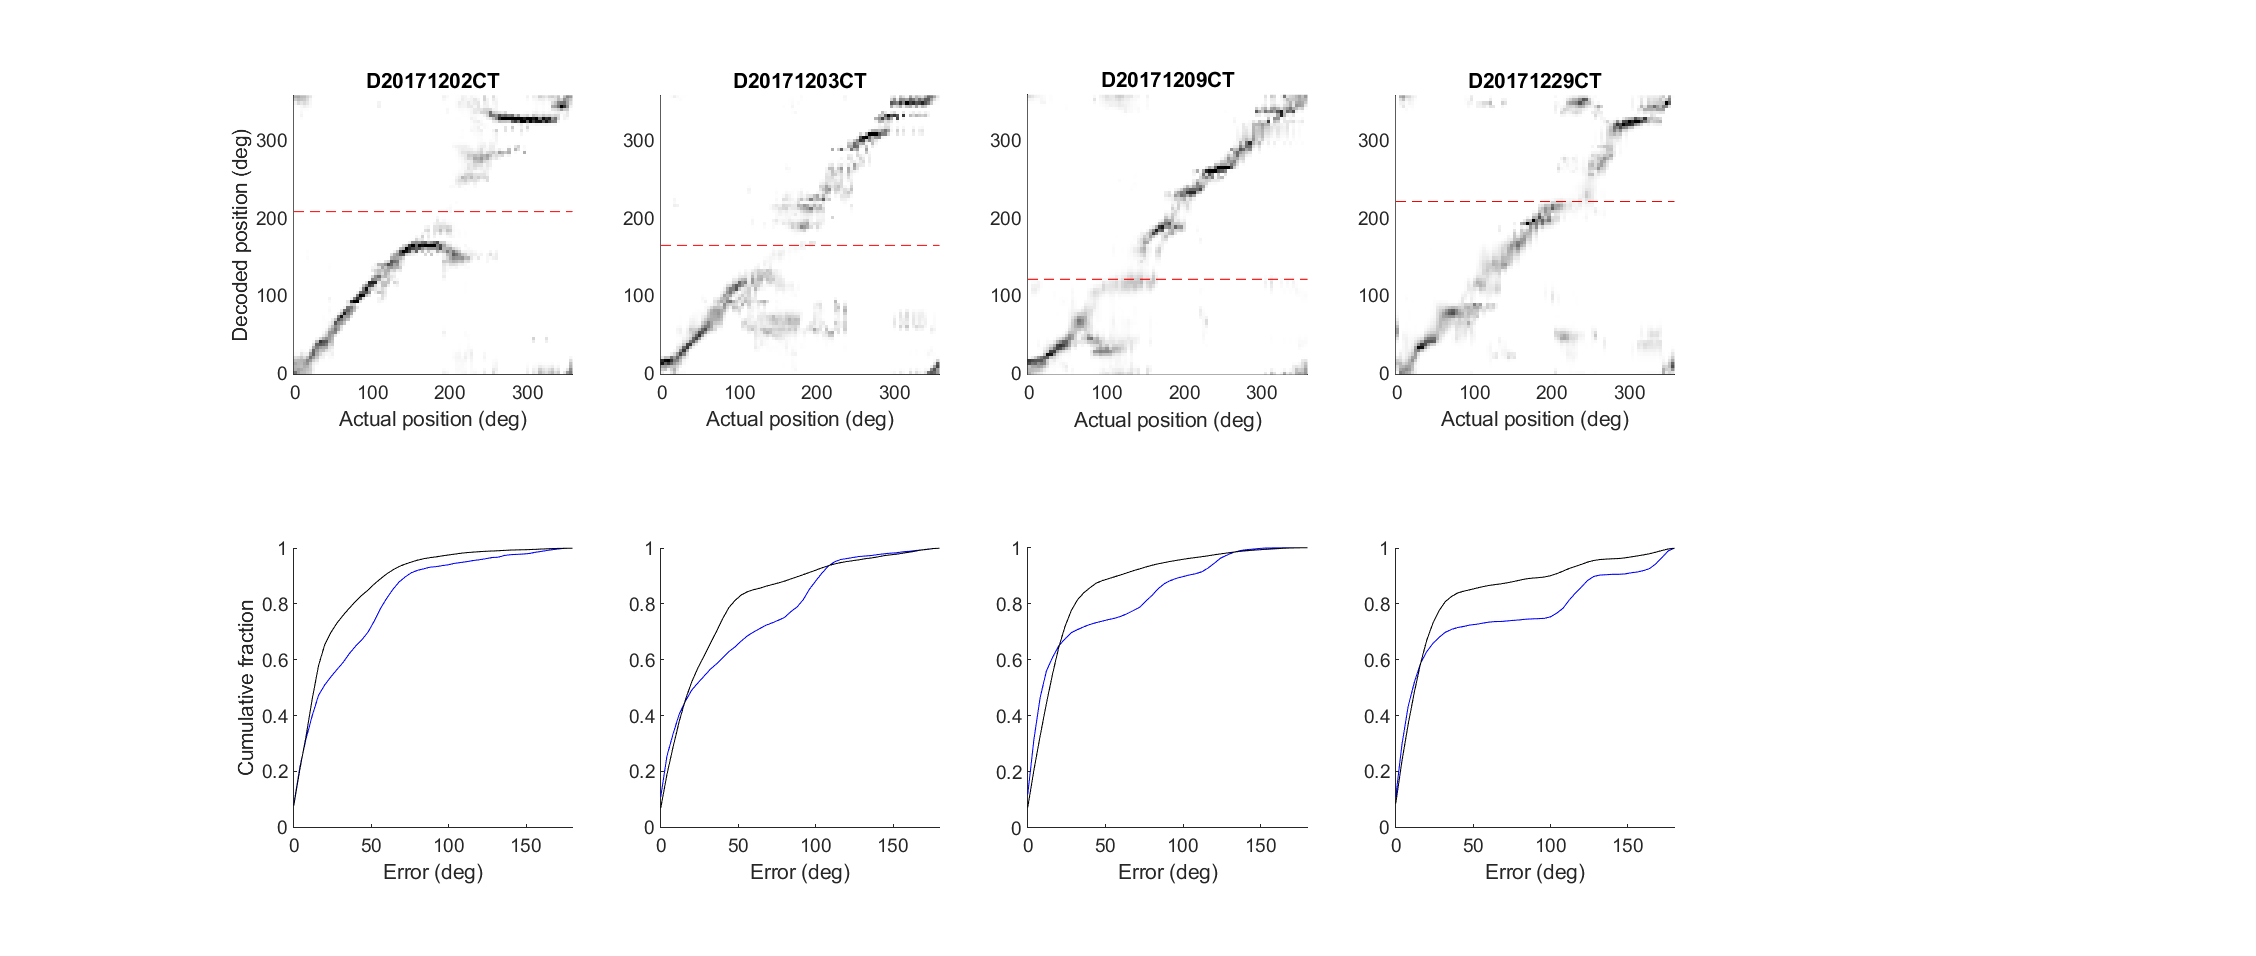 D20171202CT D20171203CT D20171209CT D20171229CT
Decoded position (deg)
300 300 300 300
200 200 200 200
100 100 100 100
0 0 0 0
0 100 200 300 0 100 200 300 0 100 200 300 0 100 200 300
Actual position (deg) Actual position (deg) Actual position (deg) Actual position (deg)
Cumulative fraction
1 1 1 1
0.8 0.8 0.8 0.8
0.6 0.6 0.6 0.6
0.4 0.4 0.4 0.4
0.2 0.2 0.2 0.2
0 0 0 0
0 50 100 150 0 50 100 150 0 50 100 150 0 50 100 150
Error (deg) Error (deg) Error (deg) Error (deg)